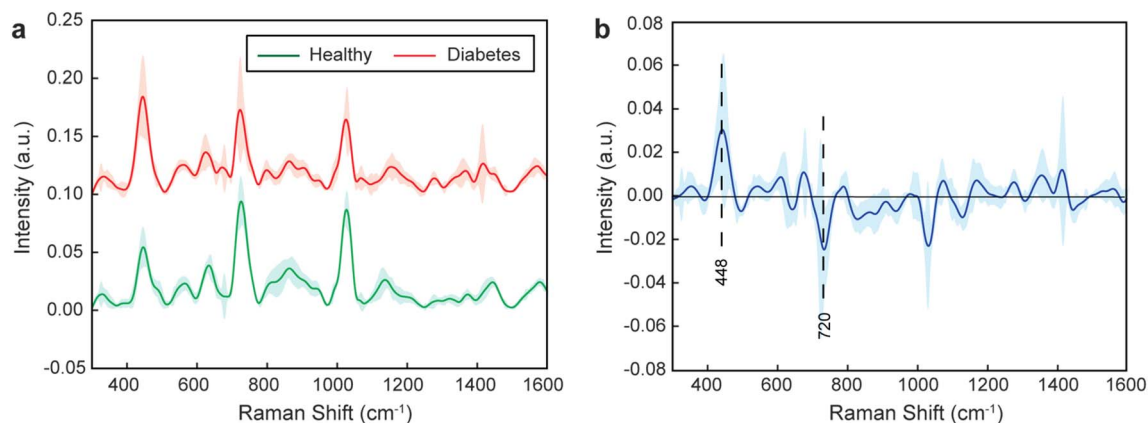 a
0.25
0.20
0.15
0.10
0.05
0.00
-0.05
Intensity (a.u.)
Healthy
Diabetes
400 600 800 1000 1200 1400 1600
Raman Shift (cm⁻¹)
b
0.08
0.06
0.04
0.02
0.00
-0.02
-0.04
-0.06
-0.08
Intensity (a.u.)
448
720
400 600 800 1000 1200 1400 1600
Raman Shift (cm⁻¹)